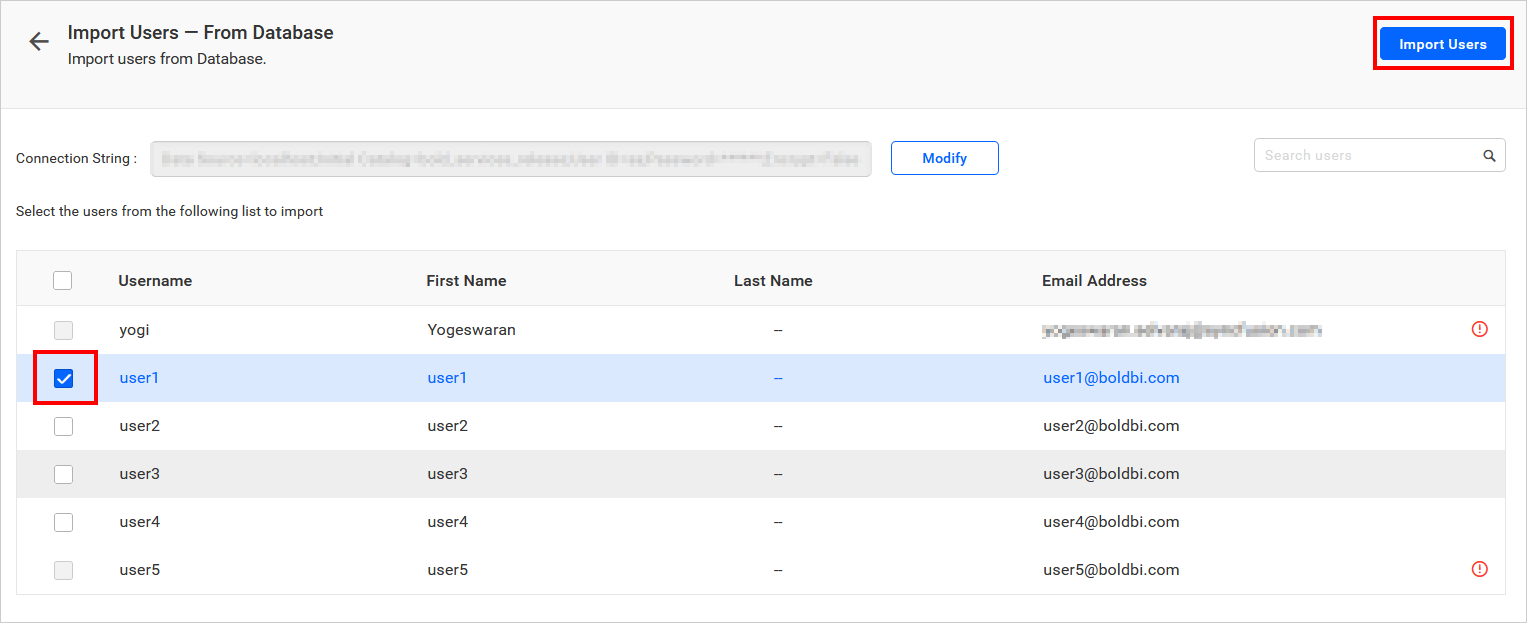 Import Users — From Database
Import users from Database.
Import Users
Connection String :
Modify
Search users
Select the users from the following list to import
Username First Name Last Name Email Address
yogi Yogeswaran --
user1 user1 -- user1@boldbi.com
user2 user2 -- user2@boldbi.com
user3 user3 -- user3@boldbi.com
user4 user4 -- user4@boldbi.com
user5 user5 -- user5@boldbi.com